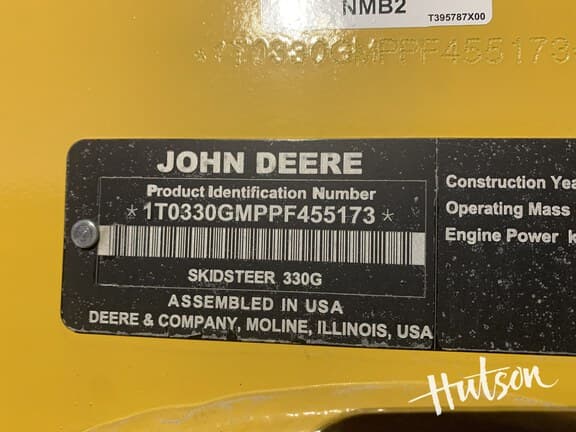 NMB2
T395787X00
*1T0330GMPPF455173*
JOHN DEERE
Product Identification Number
*1T0330GMPPF455173*
SKIDSTEER 330G
ASSEMBLED IN USA
DEERE & COMPANY, MOLINE, ILLINOIS, USA
Construction Yea
Operating Mass
Engine Power k
Hutson